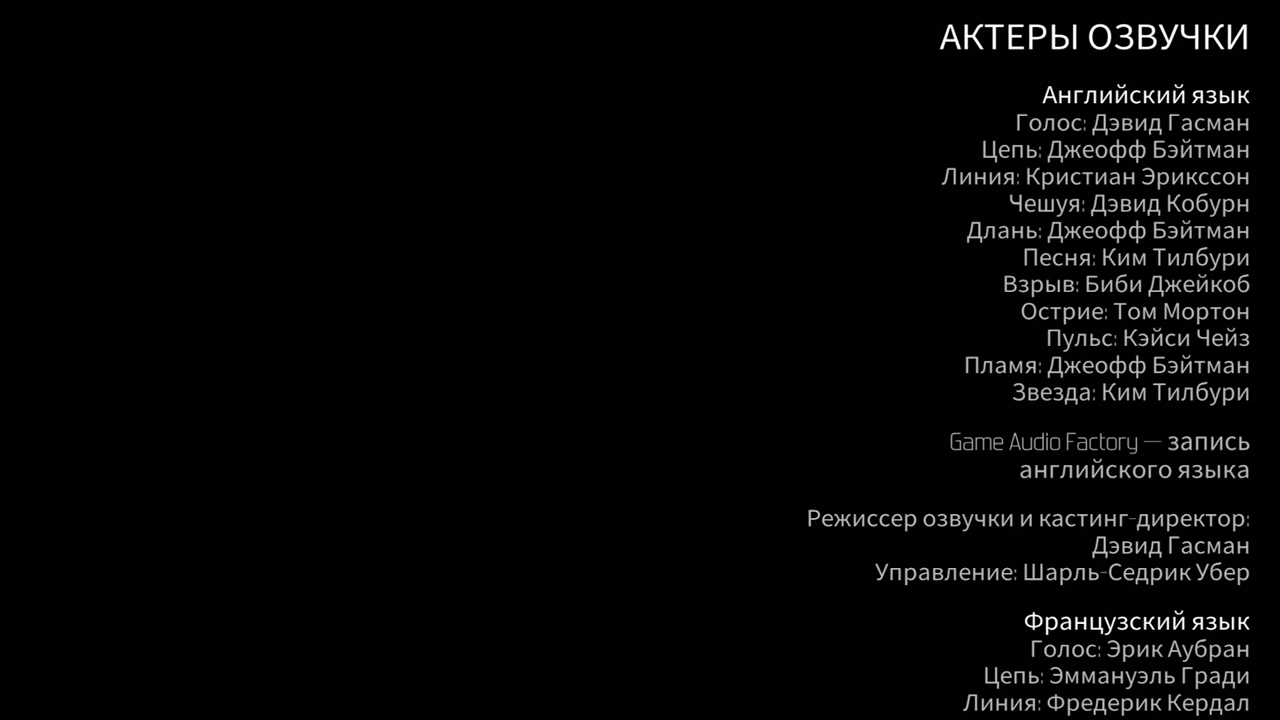 АКТЕРЫ ОЗВУЧКИ
Английский язык
Голос: Дэвид Гасман
Цепь: Джеофф Бэйтман
Линия: Кристиан Эрикссон
Чешуя: Дэвид Кобурн
Длань: Джеофф Бэйтман
Песня: Ким Тилбури
Взрыв: Биби Джейкоб
Острие: Том Мортон
Пульс: Кэйси Чейз
Пламя: Джеофф Бэйтман
Звезда: Ким Тилбури
Game Audio Factory — запись
английского языка
Режиссер озвучки и кастинг-директор:
Дэвид Гасман
Управление: Шарль-Седрик Убер
Французский язык
Голос: Эрик Аубран
Цепь: Эммануэль Гради
Линия: Фредерик Кердал